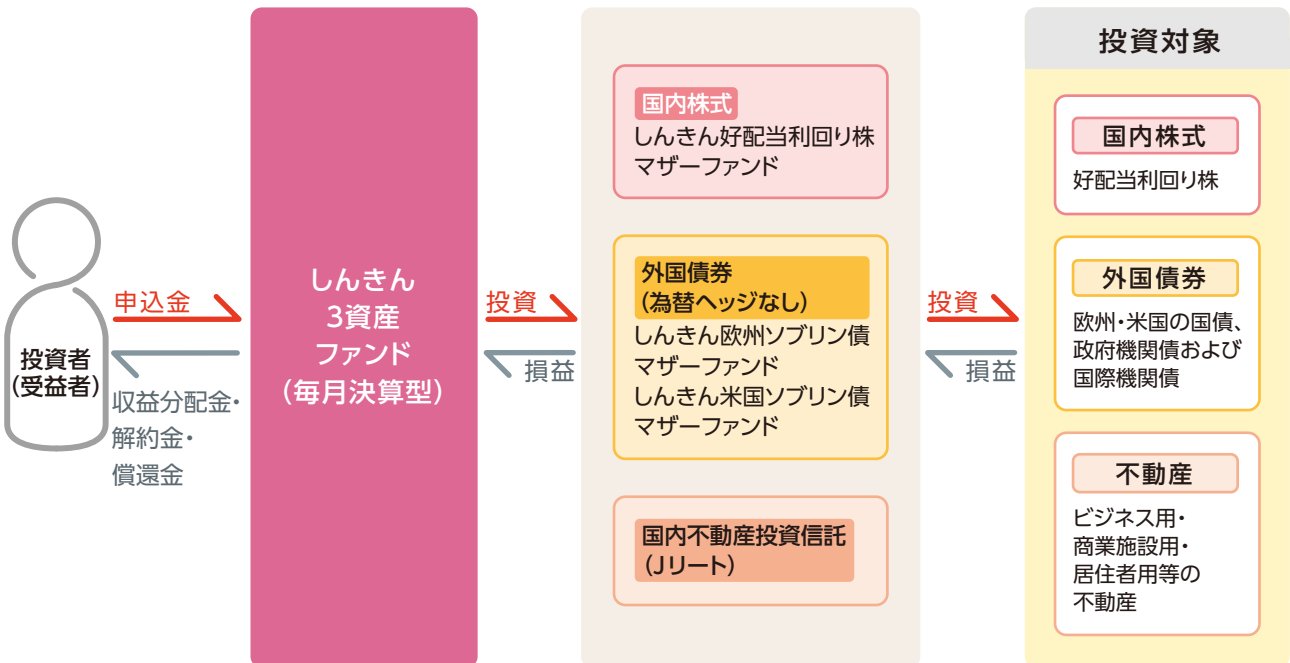 投資者
(受益者)
申込金
収益分配金・
解約金・
償還金
しんきん
3資産
ファンド
(毎月決算型)
投資
損益
国内株式
しんきん好配当利回り株
マザーファンド
外国債券
(為替ヘッジなし)
しんきん欧州ソブリン債
マザーファンド
しんきん米国ソブリン債
マザーファンド
国内不動産投資信託
(Jリート)
投資
損益
投資対象
国内株式
好配当利回り株
外国債券
欧州・米国の国債、
政府機関債および
国際機関債
不動産
ビジネス用・
商業施設用・
居住者用等の
不動産